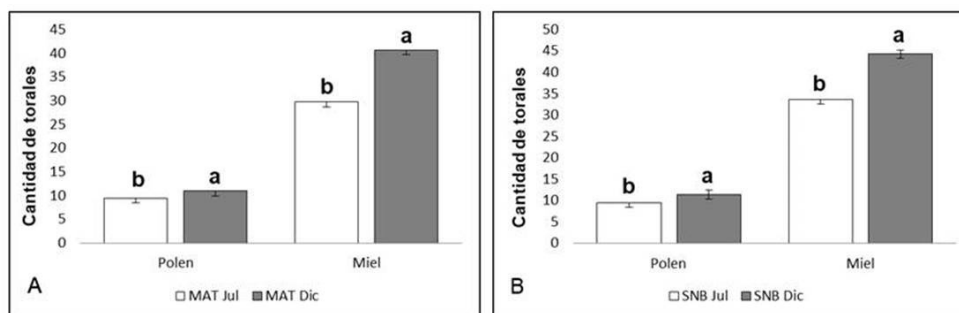 Cantidad de torales
45
40
35
30
25
20
15
10
5
0
b
a
b
a
Polen
Miel
MAT Jul
MAT Dic
A
Cantidad de torales
50
45
40
35
30
25
20
15
10
5
0
b
a
b
a
Polen
Miel
SNB Jul
SNB Dic
B